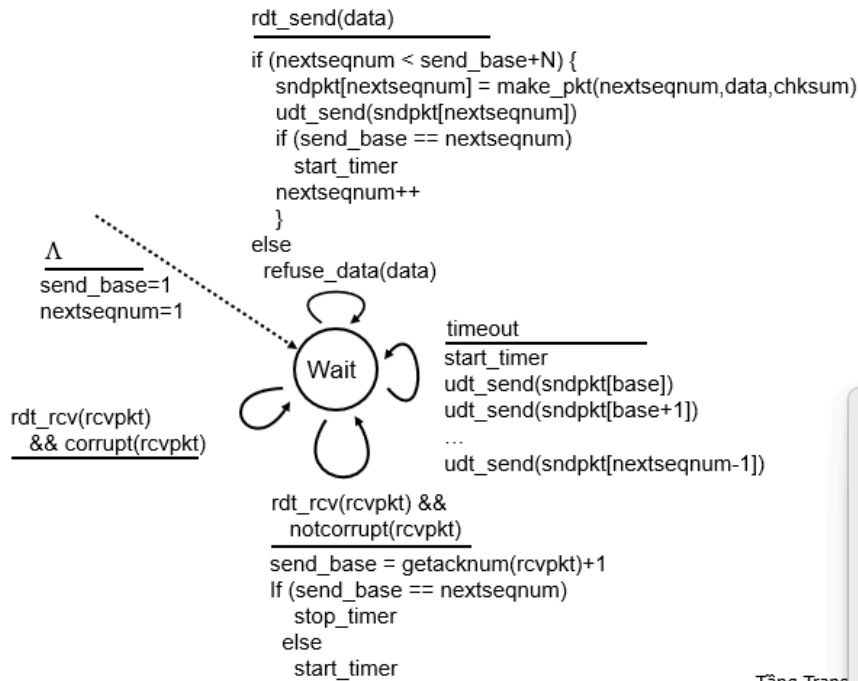 rdt_send(data)
if (nextseqnum < send_base+N) {
sndpkt[nextseqnum] = make_pkt(nextseqnum,data,chksum)
udt_send(sndpkt[nextseqnum])
if (send_base == nextseqnum)
start_timer
nextseqnum++
}
else
refuse_data(data)
Λ
send_base=1
nextseqnum=1
Wait
timeout
start_timer
udt_send(sndpkt[base])
udt_send(sndpkt[base+1])
…
udt_send(sndpkt[nextseqnum-1])
rdt_rcv(rcvpkt)
&& corrupt(rcvpkt)
rdt_rcv(rcvpkt) &&
notcorrupt(rcvpkt)
send_base = getacknum(rcvpkt)+1
If (send_base == nextseqnum)
stop_timer
else
start_timer